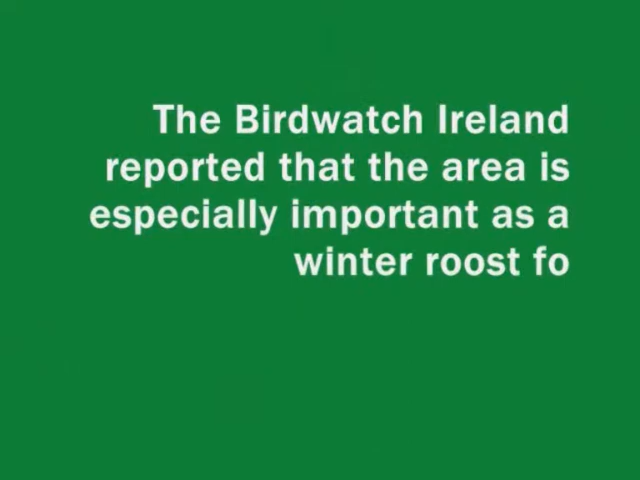 The Birdwatch Ireland
reported that the area is
especially important as a
winter roost fo